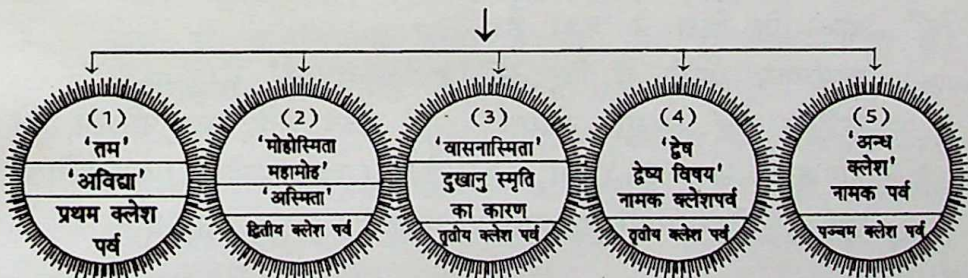 (1)
'तम'
'अविद्या'
प्रथम क्लेश
पर्व
(2)
'मोहोस्मिता
महामोह'
'अस्मिता'
द्वितीय क्लेश पर्व
(3)
'वासनास्मिता'
दुखानु स्मृति
का कारण
तृतीय क्लेश पर्व
(4)
'द्वेष
द्वेष्य विषय'
नामक क्लेशपर्व
तृतीय क्लेश पर्व
(5)
'अन्ध
क्लेश'
नामक पर्व
पञ्चम क्लेश पर्व